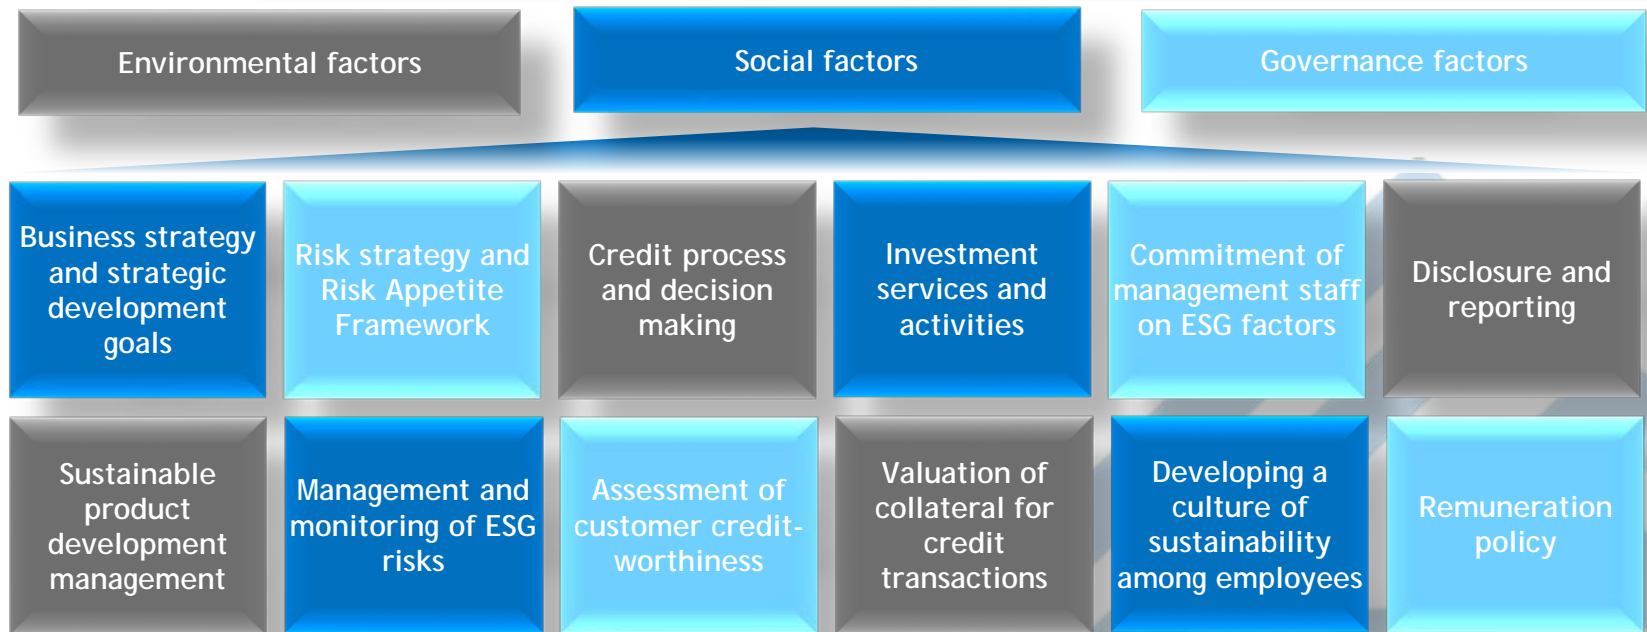 Environmental factors
Social factors
Governance factors
Business strategy
and strategic
development
goals
Risk strategy and
Risk Appetite
Framework
Credit process
and decision
making
Investment
services and
activities
Commitment of
management staff
on ESG factors
Disclosure and
reporting
Sustainable
product
development
management
Management and
monitoring of ESG
risks
Assessment of
customer credit-
worthiness
Valuation of
collateral for
credit
transactions
Developing a
culture of
sustainability
among employees
Remuneration
policy